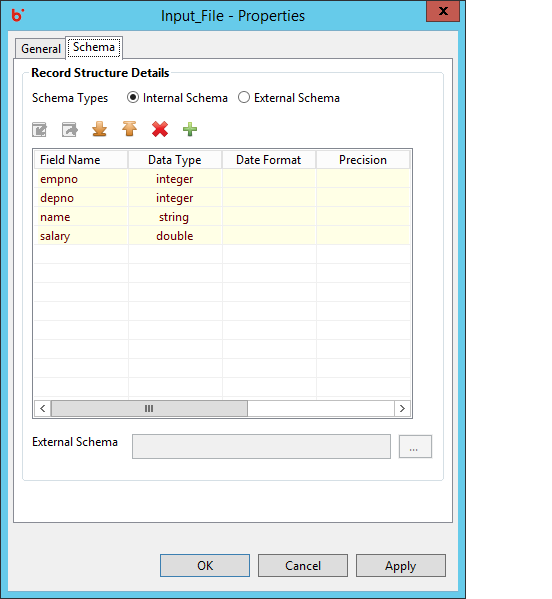 Input_File - Properties
General Schema
Record Structure Details
Schema Types Internal Schema External Schema
Field Name Data Type Date Format Precision
empno integer
depno integer
name string
salary double
External Schema ...
OK Cancel Apply